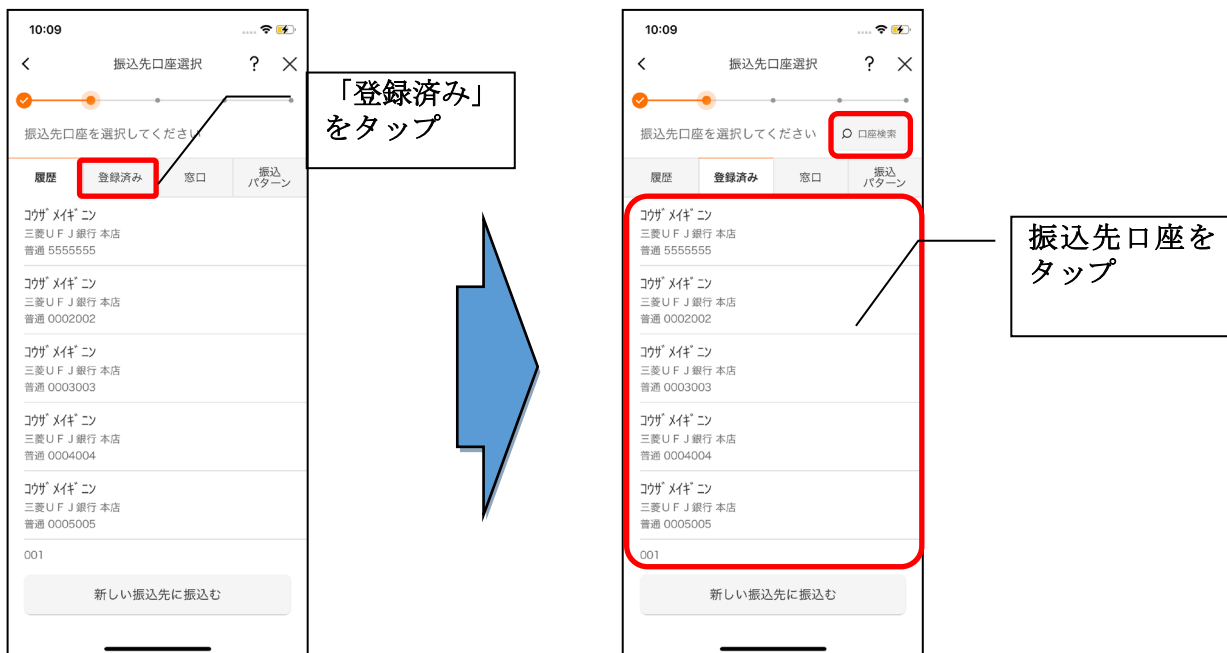 10:09
振込先口座選択 ?
振込先口座を選択してください
履歴 登録済み 窓口 振込
パターン
ｺｳｻﾞ ﾒｲｷﾞﾆﾝ
三菱ＵＦＪ銀行 本店
普通 5555555
ｺｳｻﾞ ﾒｲｷﾞﾆﾝ
三菱ＵＦＪ銀行 本店
普通 0002002
ｺｳｻﾞ ﾒｲｷﾞﾆﾝ
三菱ＵＦＪ銀行 本店
普通 0003003
ｺｳｻﾞ ﾒｲｷﾞﾆﾝ
三菱ＵＦＪ銀行 本店
普通 0004004
ｺｳｻﾞ ﾒｲｷﾞﾆﾝ
三菱ＵＦＪ銀行 本店
普通 0005005
001
新しい振込先に振込む
「登録済み」
をタップ
10:09
振込先口座選択 ?
振込先口座を選択してください 口座検索
履歴 登録済み 窓口 振込
パターン
ｺｳｻﾞ ﾒｲｷﾞﾆﾝ
三菱ＵＦＪ銀行 本店
普通 5555555
ｺｳｻﾞ ﾒｲｷﾞﾆﾝ
三菱ＵＦＪ銀行 本店
普通 0002002
ｺｳｻﾞ ﾒｲｷﾞﾆﾝ
三菱ＵＦＪ銀行 本店
普通 0003003
ｺｳｻﾞ ﾒｲｷﾞﾆﾝ
三菱ＵＦＪ銀行 本店
普通 0004004
ｺｳｻﾞ ﾒｲｷﾞﾆﾝ
三菱ＵＦＪ銀行 本店
普通 0005005
001
新しい振込先に振込む
振込先口座を
タップ